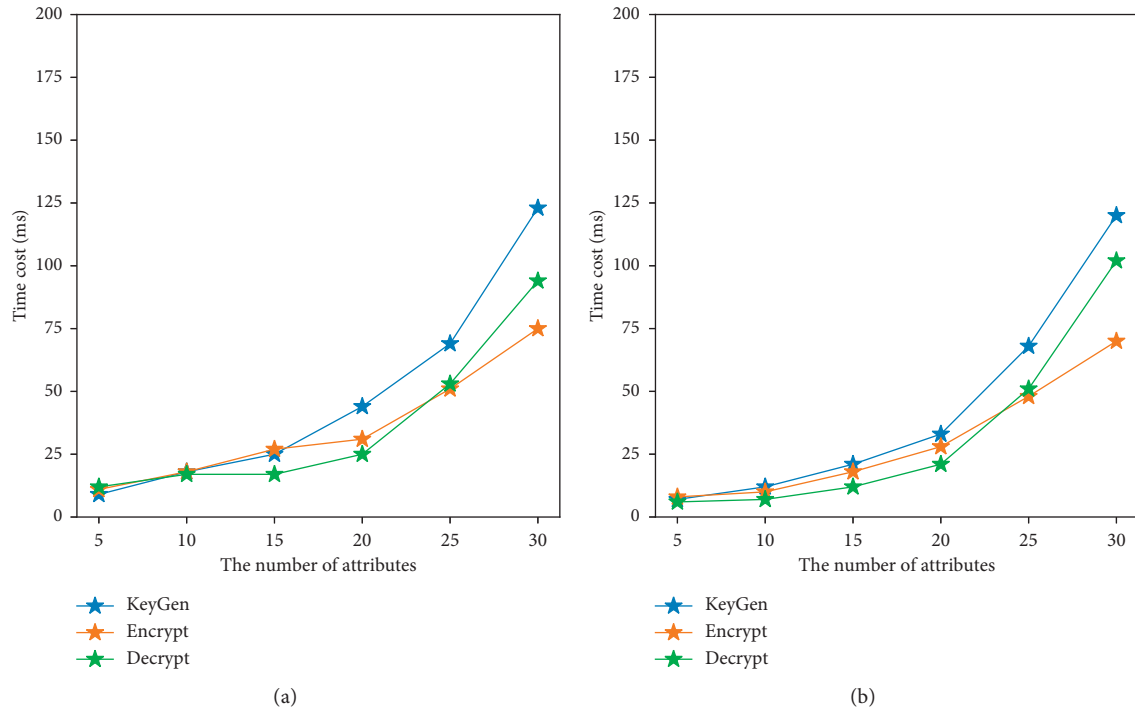 200
175
150
125
100
75
50
25
0
Time cost (ms)
5 10 15 20 25 30
The number of attributes
KeyGen
Encrypt
Decrypt
(a)
200
175
150
125
100
75
50
25
0
Time cost (ms)
5 10 15 20 25 30
The number of attributes
KeyGen
Encrypt
Decrypt
(b)